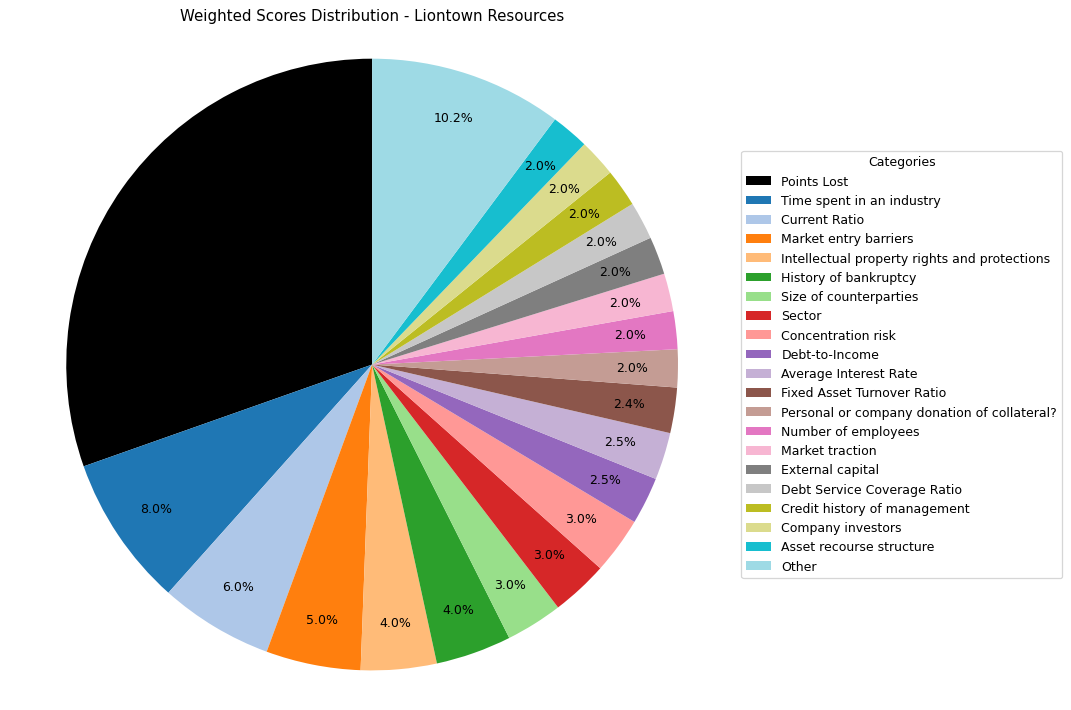 Weighted Scores Distribution - Liontown Resources
10.2%
2.0%
2.0%
2.0%
2.0%
2.0%
2.0%
2.0%
2.0%
2.4%
2.5%
2.5%
3.0%
3.0%
3.0%
4.0%
4.0%
5.0%
6.0%
8.0%
Categories
Points Lost
Time spent in an industry
Current Ratio
Market entry barriers
Intellectual property rights and protections
History of bankruptcy
Size of counterparties
Sector
Concentration risk
Debt-to-Income
Average Interest Rate
Fixed Asset Turnover Ratio
Personal or company donation of collateral?
Number of employees
Market traction
External capital
Debt Service Coverage Ratio
Credit history of management
Company investors
Asset recourse structure
Other